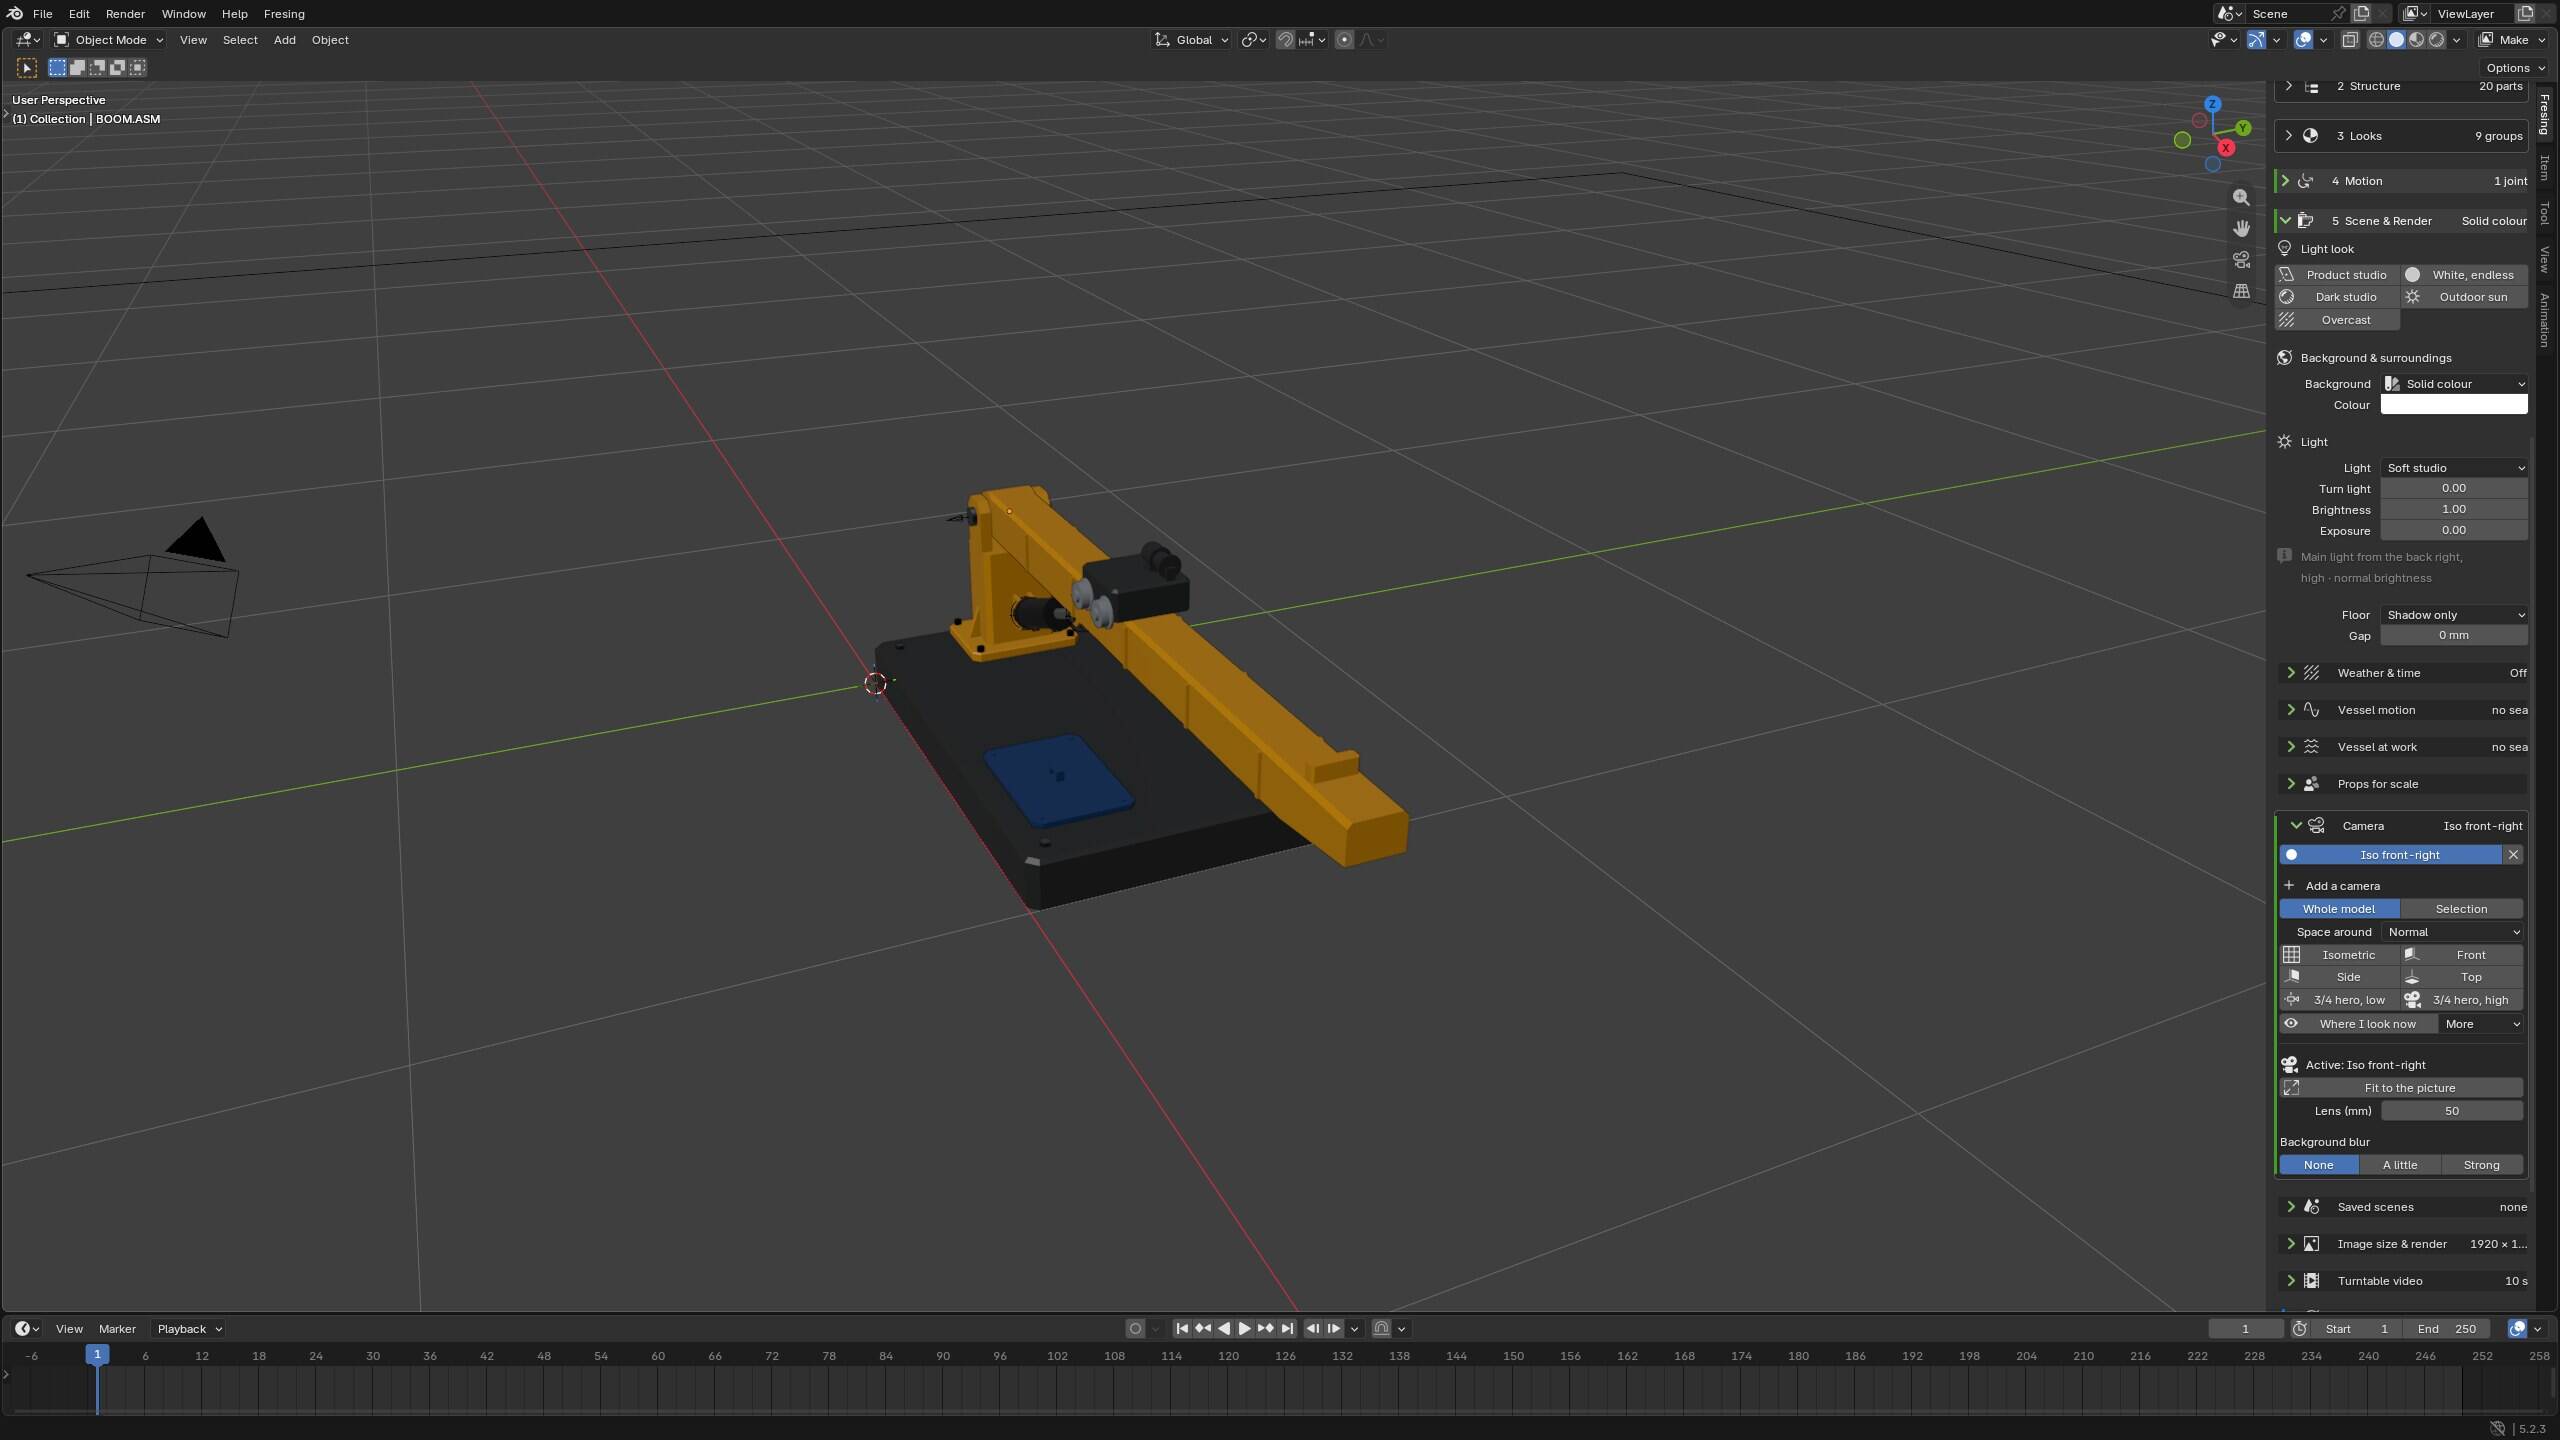 File Edit Render Window Help Fresing Scene ViewLayer
Object Mode View Select Add Object Global Make
Options
User Perspective
(1) Collection | BOOM.ASM
Z
Y
X
Fresing
Item
Tool
View
Animation
2 Structure 20 parts
3 Looks 9 groups
4 Motion 1 joint
5 Scene & Render Solid colour
Light look
Product studio White, endless
Dark studio Outdoor sun
Overcast
Background & surroundings
Background Solid colour
Colour
Light
Light Soft studio
Turn light 0.00
Brightness 1.00
Exposure 0.00
Main light from the back right,
high · normal brightness
Floor Shadow only
Gap 0 mm
Weather & time Off
Vessel motion no sea
Vessel at work no sea
Props for scale
Camera Iso front-right
Iso front-right
Add a camera
Whole model Selection
Space around Normal
Isometric Front
Side Top
3/4 hero, low 3/4 hero, high
Where I look now More
Active: Iso front-right
Fit to the picture
Lens (mm) 50
Background blur
None A little Strong
Saved scenes none
Image size & render 1920 × 1...
Turntable video 10 s
View Marker Playback 1 Start 1 End 250
-6 1 6 12 18 24 30 36 42 48 54 60 66 72 78 84 90 96 102 108 114 120 126 132 138 144 150 156 162 168 174 180 186 192 198 204 210 216 222 228 234 240 246 252 258
5.2.3